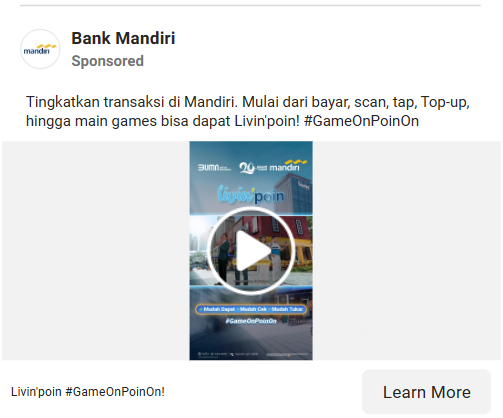 mandiri
Bank Mandiri
Sponsored
Tingkatkan transaksi di Mandiri. Mulai dari bayar, scan, tap, Top-up,
hingga main games bisa dapat Livin'poin! #GameOnPoinOn
BUMN
mandiri
livin'poin
Mudah Dapat - Mudah Cek - Mudah Tukar
#GameOnPoinOn
Livin'poin #GameOnPoinOn!
Learn More